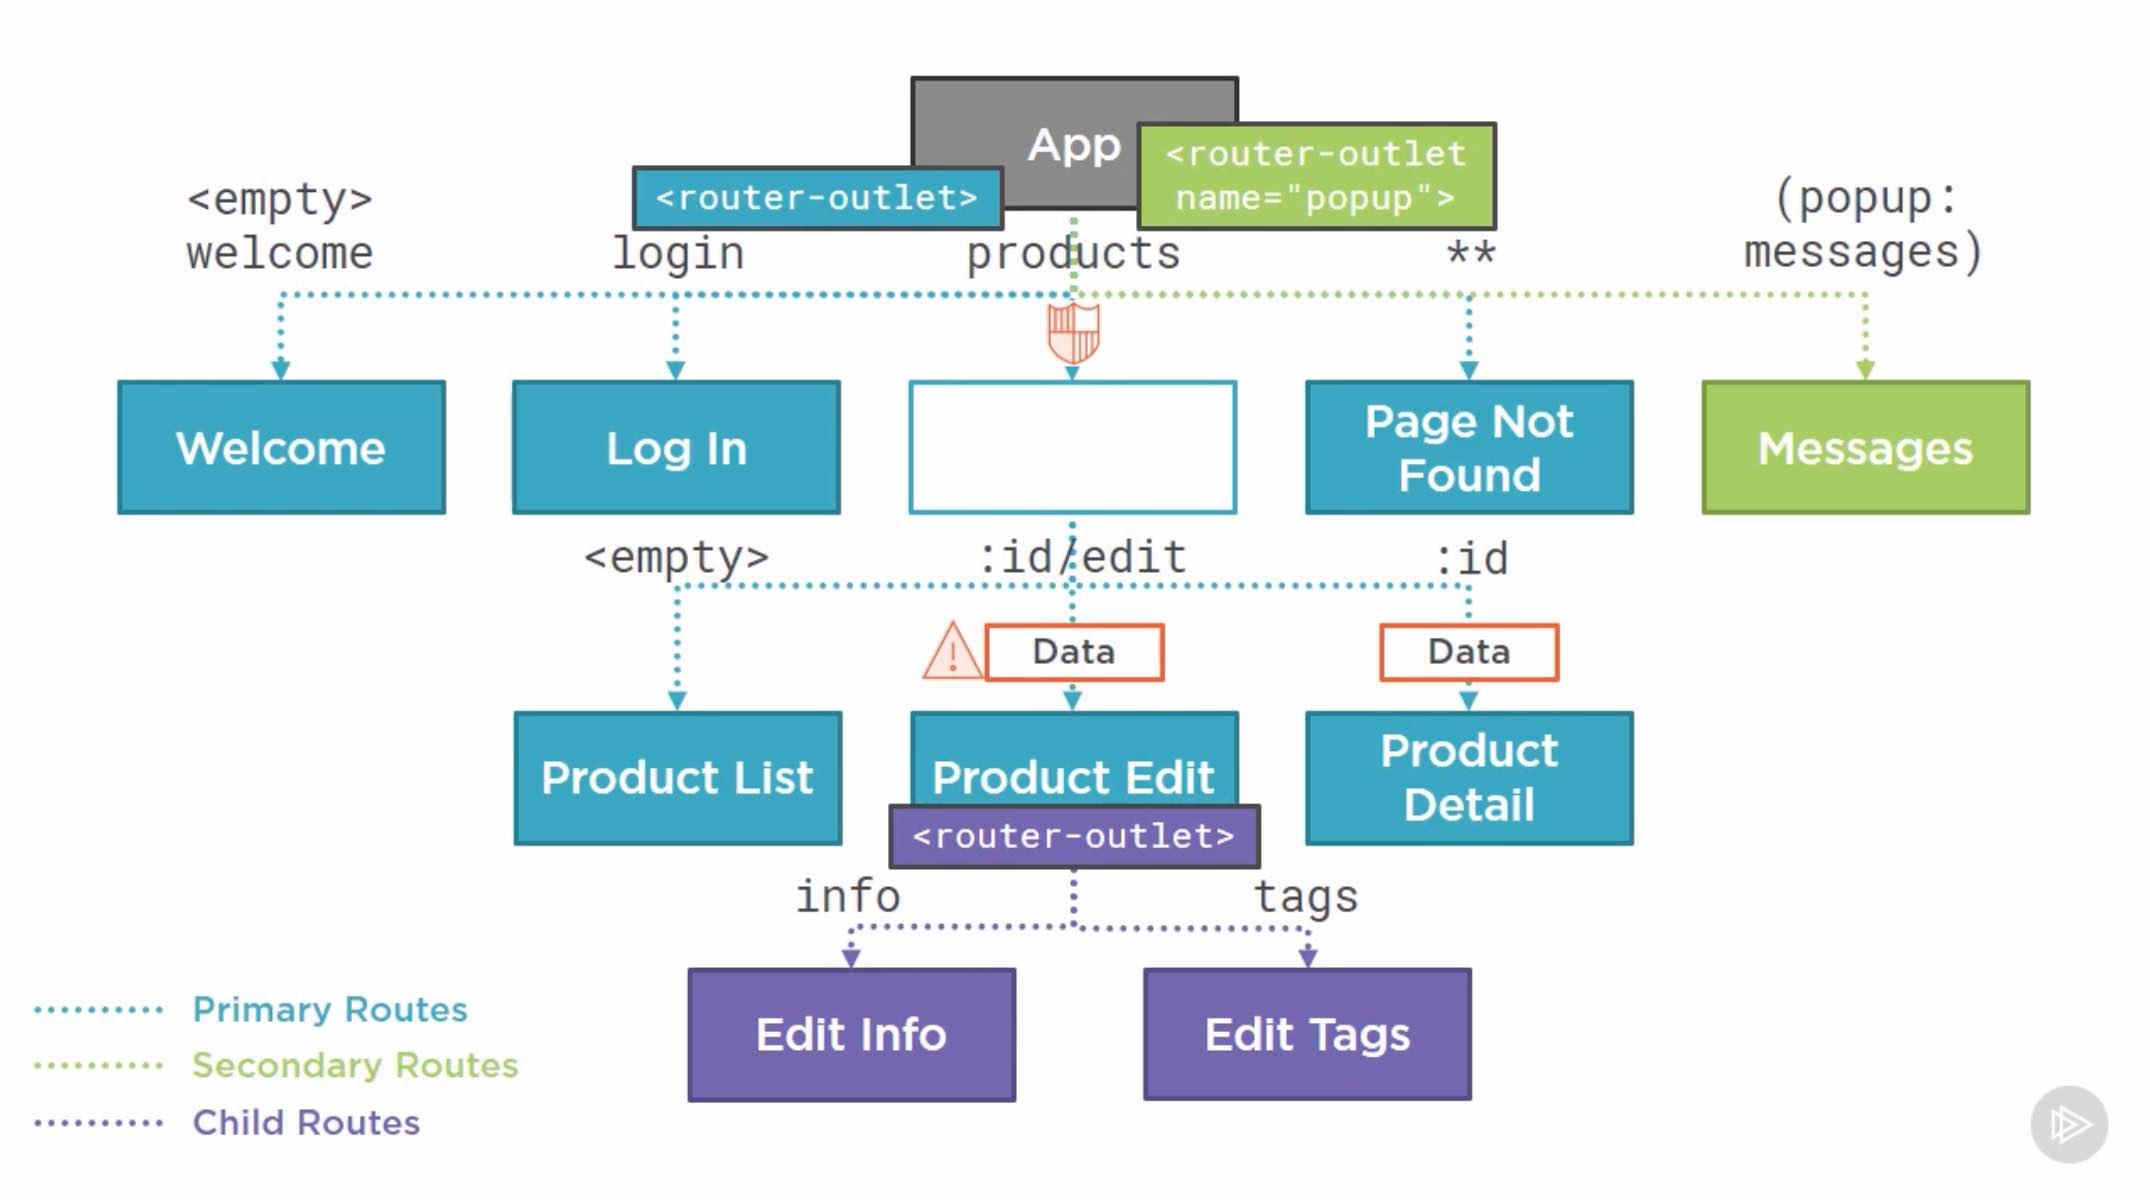 App
<router-outlet
name="popup">
<router-outlet>
<empty>
welcome
login
products
**
(popup:
messages)
Welcome
Log In
Page Not
Found
Messages
<empty>
:id/edit
:id
Data
Data
Product List
Product Edit
Product
Detail
<router-outlet>
info
tags
Edit Info
Edit Tags
Primary Routes
Secondary Routes
Child Routes